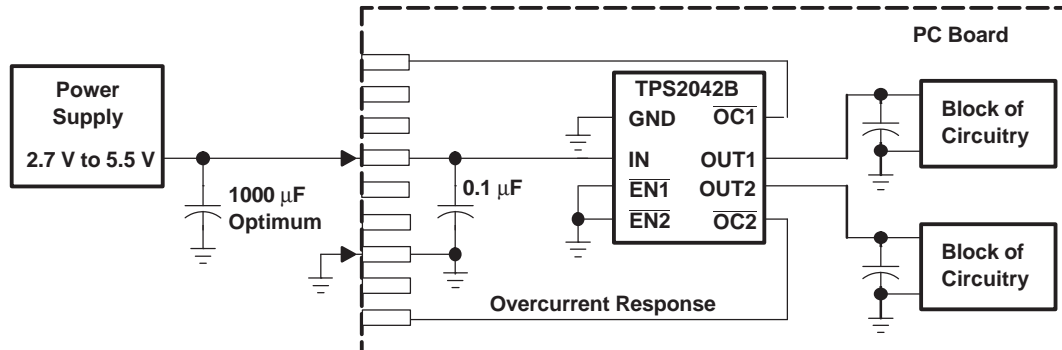 PC Board
Power
Supply
2.7 V to 5.5 V
1000 μF
Optimum
0.1 μF
TPS2042B
GND
IN
EN1
EN2
OC1
OUT1
OUT2
OC2
Block of
Circuitry
Block of
Circuitry
Overcurrent Response